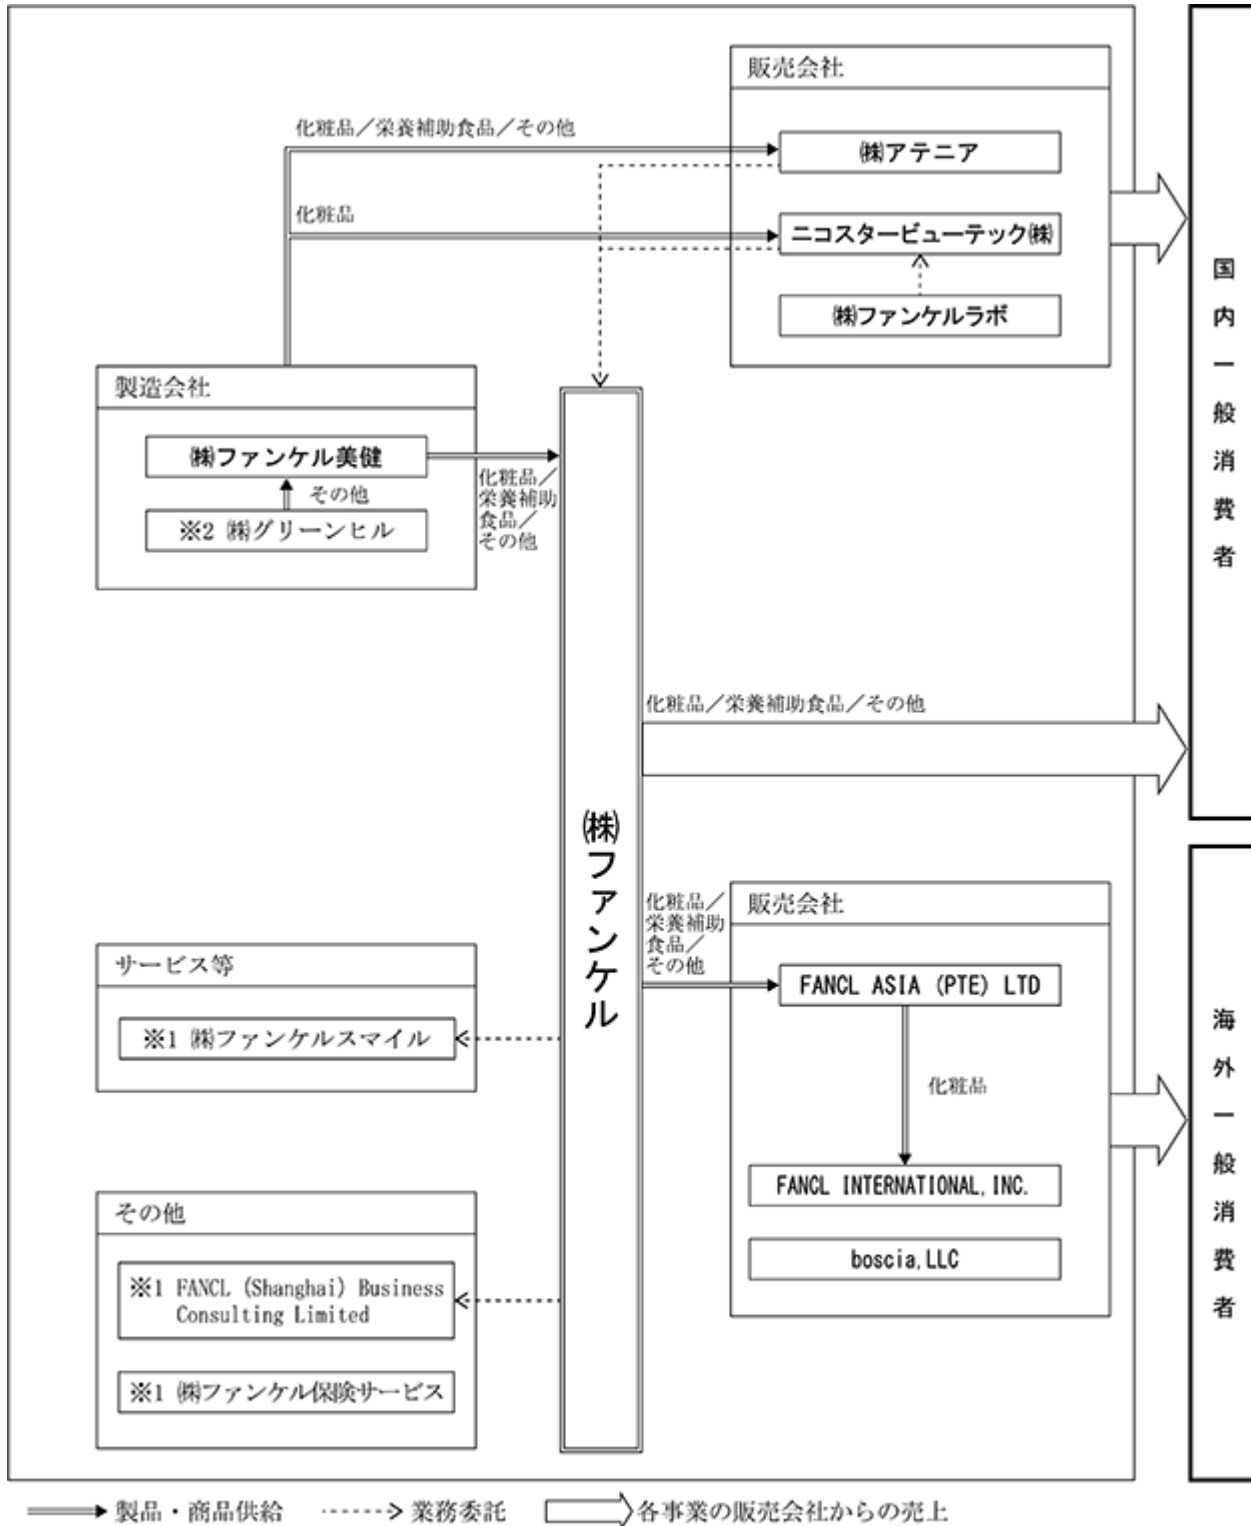 販売会社
化粧品／栄養補助食品／その他
㈱アテニア
化粧品
ニコスタービューテック㈱
㈱ファンケルラボ
国内一般消費者
製造会社
㈱ファンケル美健
その他
※2 ㈱グリーンヒル
化粧品／
栄養補助
食品／
その他
化粧品／栄養補助食品／その他
㈱ファンケル
化粧品／
栄養補助
食品／
その他
販売会社
FANCL ASIA (PTE) LTD
化粧品
FANCL INTERNATIONAL,INC.
boscia,LLC
海外一般消費者
サービス等
※1 ㈱ファンケルスマイル
その他
※1 FANCL (Shanghai) Business
Consulting Limited
※1 ㈱ファンケル保険サービス
製品・商品供給
業務委託
各事業の販売会社からの売上